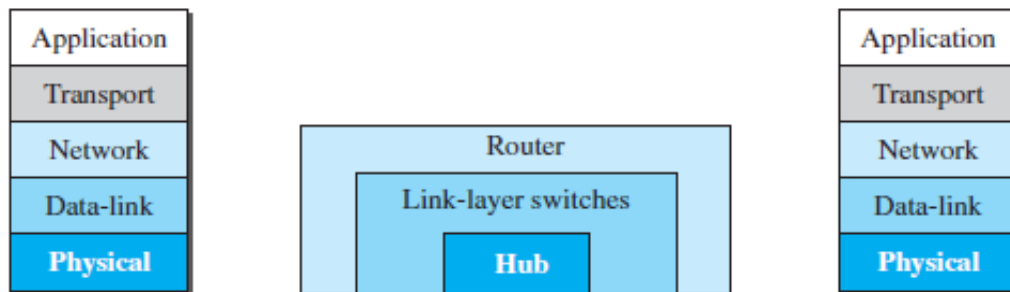 Application
Transport
Network
Data-link
Physical
Router
Link-layer switches
Hub
Application
Transport
Network
Data-link
Physical